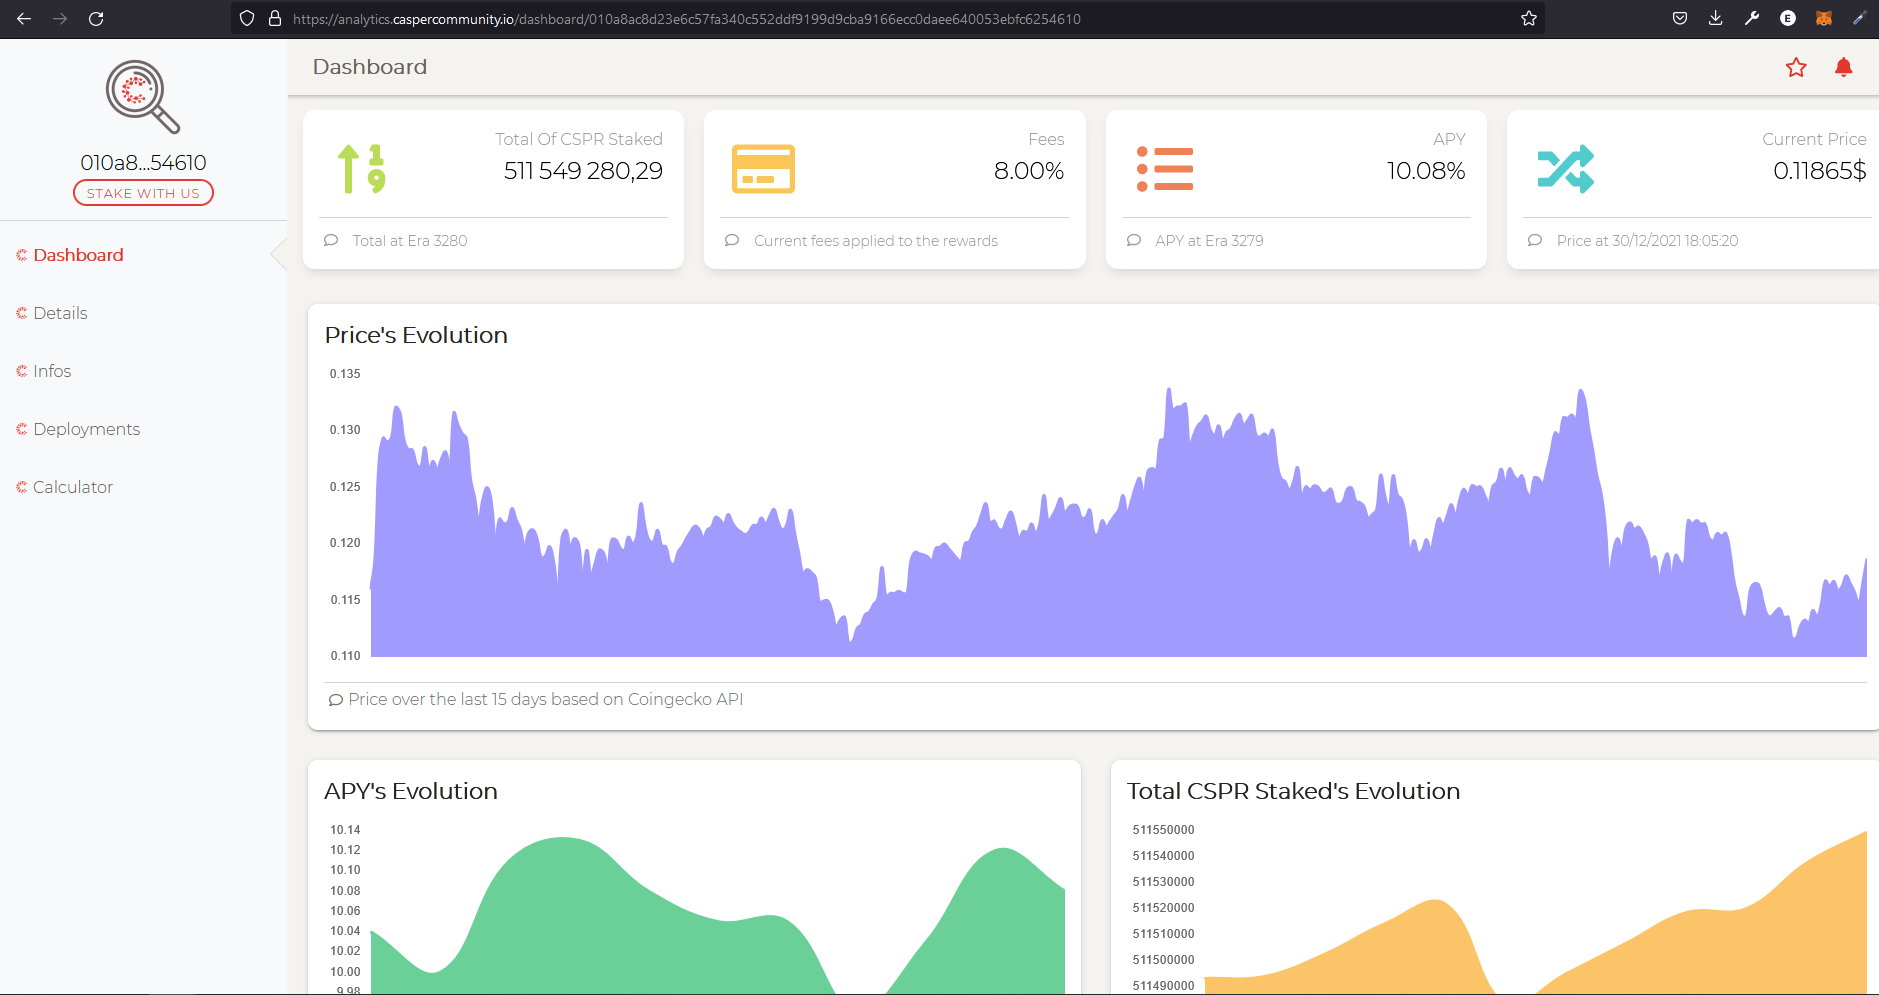 https://analytics.caspercommunity.io/dashboard/010a8ac8d23e6c57fa340c552ddf9199d9cba9166ecc0daee640053ebfc6254610
E
010a8...54610
STAKE WITH US
Dashboard
Details
Infos
Deployments
Calculator
Dashboard
Total Of CSPR Staked
511 549 280,29
Total at Era 3280
Fees
8.00%
Current fees applied to the rewards
APY
10.08%
APY at Era 3279
Current Price
0.11865$
Price at 30/12/2021 18:05:20
Price's Evolution
0.135
0.130
0.125
0.120
0.115
0.110
Price over the last 15 days based on Coingecko API
APY's Evolution
10.14
10.12
10.10
10.08
10.06
10.04
10.02
10.00
9.98
Total CSPR Staked's Evolution
511550000
511540000
511530000
511520000
511510000
511500000
511490000